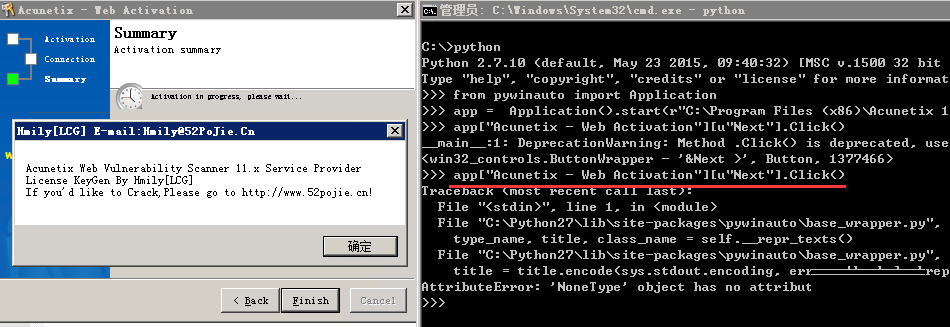 Acunetix - Web Activation
Activation
Connection
Summary
Summary
Activation summary
Activation in progress, please wait...
Hmily[LCG] E-mail:Hmily@52PoJie.Cn
Acunetix Web Vulnerability Scanner 11.x Service Provider
License KeyGen By Hmily[LCG]
If you'd like to Crack,Please go to http://www.52pojie.cn!
确定
< Back
Finish
Cancel
管理员: C:\Windows\System32\cmd.exe - python
C:\>python
Python 2.7.10 (default, May 23 2015, 09:40:32) [MSC v.1500 32 bit
Type "help", "copyright", "credits" or "license" for more informat
>>> from pywinauto import Application
>>> app = Application().start(r"C:\Program Files (x86)\Acunetix 1
>>> app["Acunetix - Web Activation"][u"Next"].Click()
__main__:1: DeprecationWarning: Method .Click() is deprecated, use
<win32_controls.ButtonWrapper - '&Next >', Button, 1377466>
>>> app["Acunetix - Web Activation"][u"Next"].Click()
Traceback (most recent call last):
File "<stdin>", line 1, in <module>
File "C:\Python27\lib\site-packages\pywinauto\base_wrapper.py",
type_name, title, class_name = self.__repr_texts()
File "C:\Python27\lib\site-packages\pywinauto\base_wrapper.py",
title = title.encode(sys.stdout.encoding,
AttributeError: 'NoneType' object has no attribut
>>>